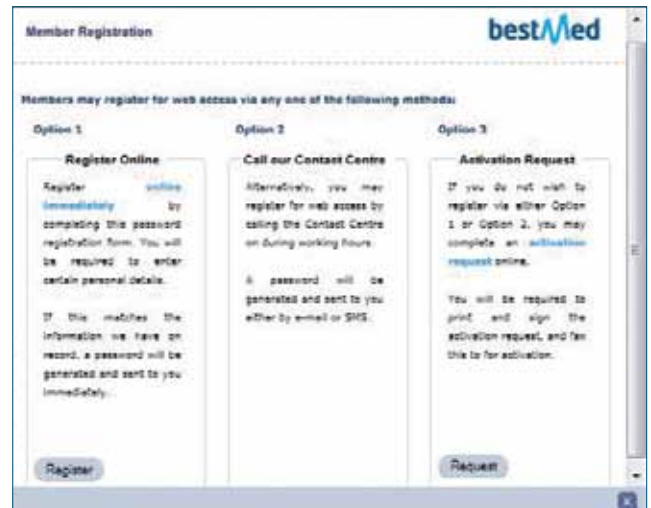 Member Registration
bestMed
Members may register for web access via any one of the following methods:
Option 1
Register Online
Register online
immediately by
completing this password
registration form. You will
be required to enter
certain personal details.
If this matches the
information we have on
record, a password will be
generated and sent to you
immediately.
Register
Option 2
Call our Contact Centre
Alternatively, you may
register for web access by
calling the Contact Centre
on during working hours
A password will be
generated and sent to you
either by e-mail or SMS.
Option 3
Activation Request
If you do not wish to
register via either Option
1 or Option 2, you may
complete an activation
request online.
You will be required to
print and sign the
activation request, and fax
this to for activation.
Request